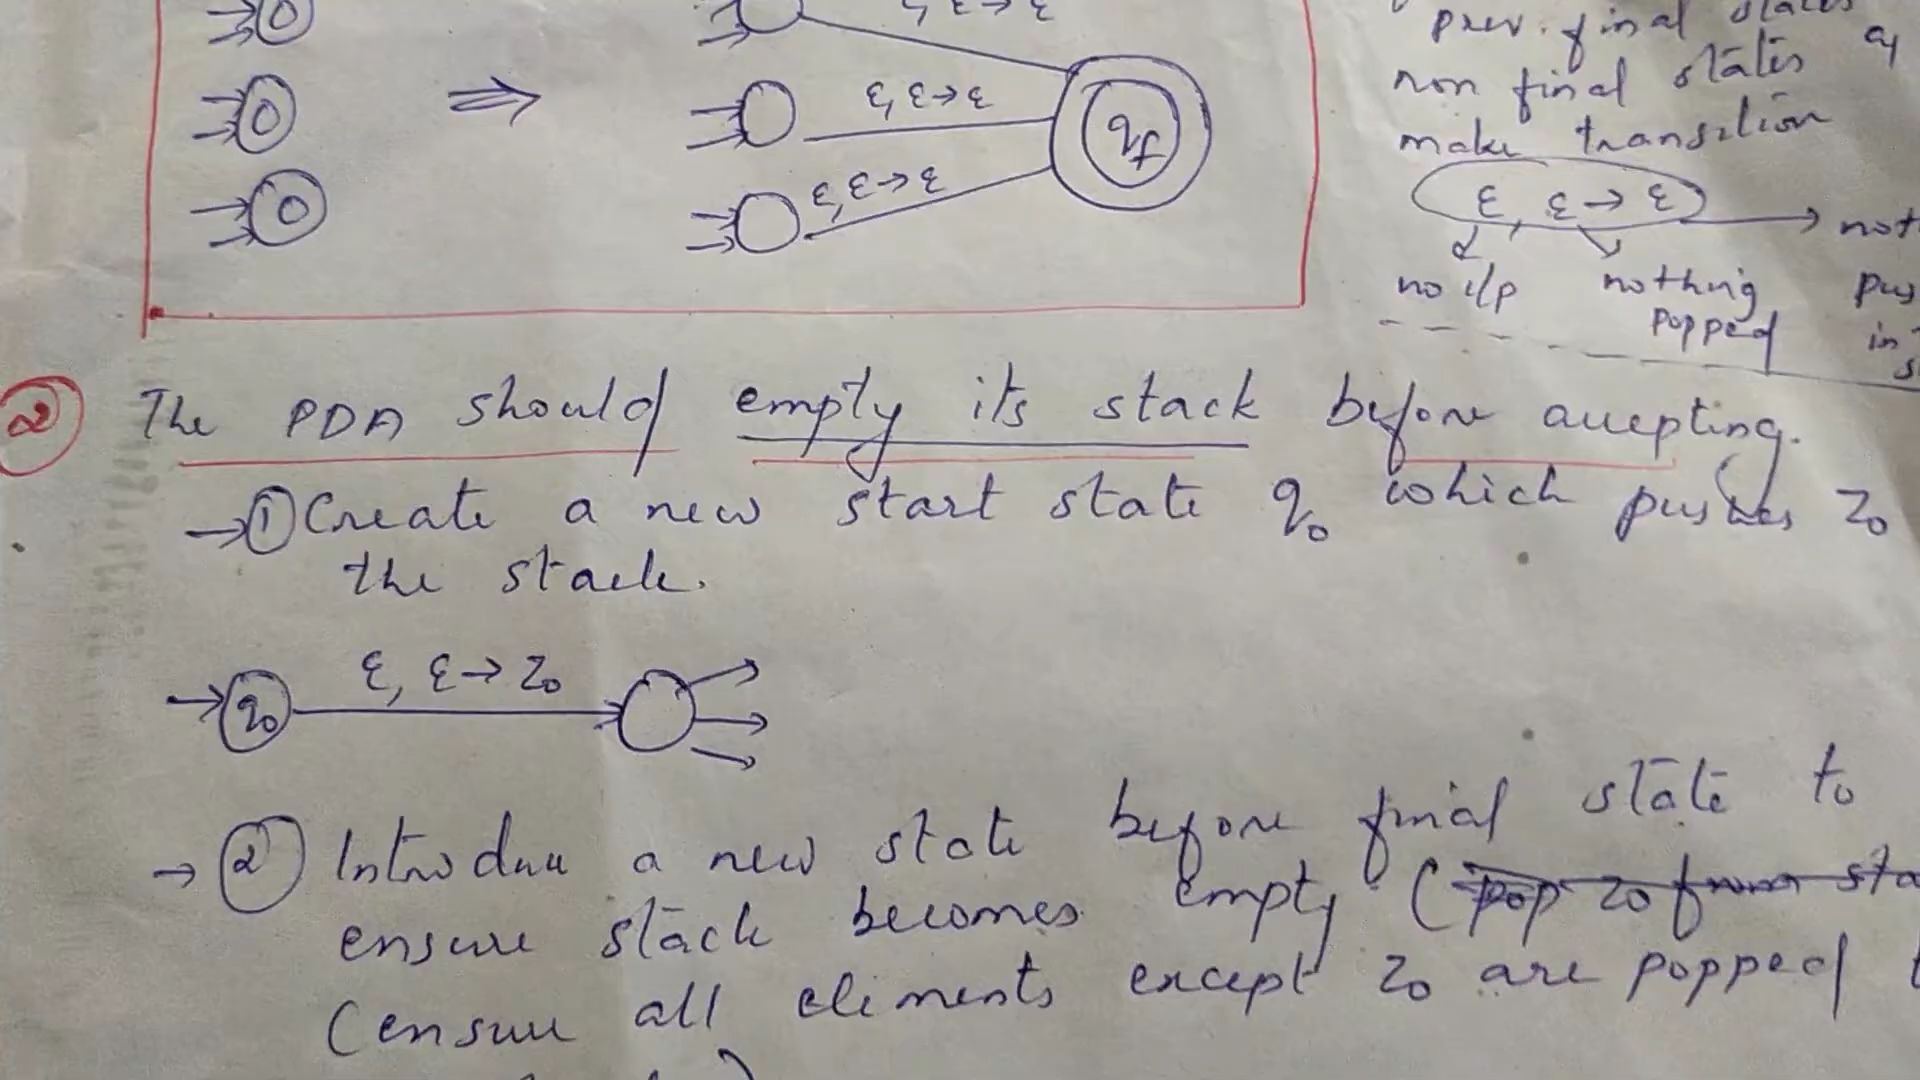 ε, ε→ε
prev. final states
non final states
make transition
ε, ε→ε
qf
ε, ε→ε
ε, ε→ε
no i/p nothing popped
② The PDA should empty its stack before accepting.
→① Create a new start state q₀ which pushes Z₀
the stack.
q₀ ε, ε→Z₀
→② Introduce a new state before final state to
ensure stack becomes empty (pop Z₀ from sta
(ensure all eliments except Z₀ are popped